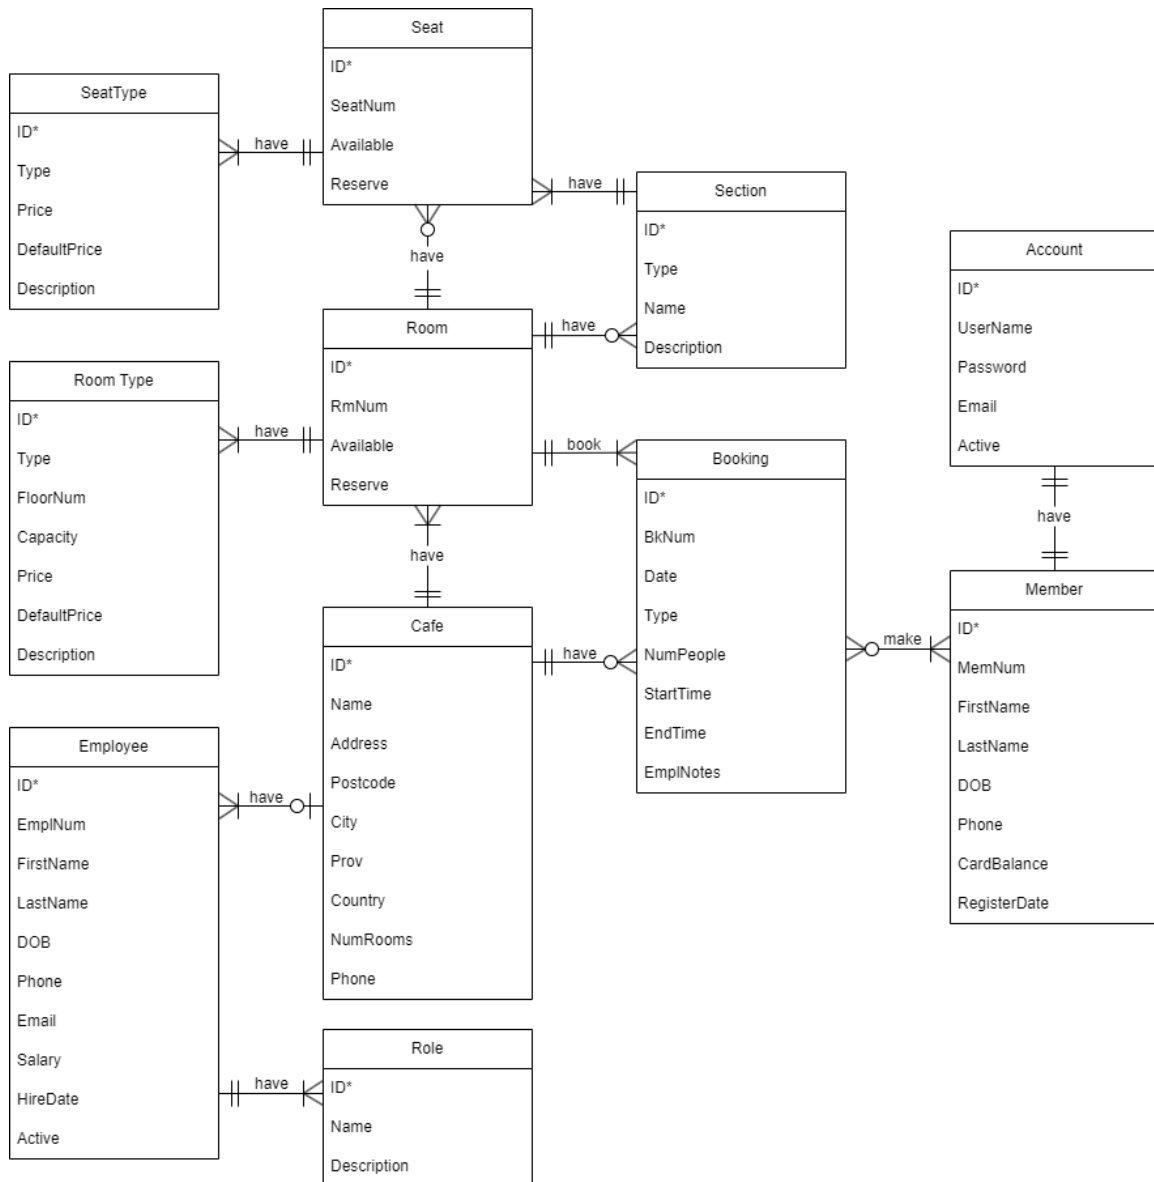 Seat
ID*
SeatNum
Available
Reserve
SeatType
ID*
Type
Price
DefaultPrice
Description
have
have
Section
ID*
Type
Name
Description
have
have
Account
ID*
UserName
Password
Email
Active
Room
ID*
RmNum
Available
Reserve
Room Type
ID*
Type
FloorNum
Capacity
Price
DefaultPrice
Description
have
book
Booking
ID*
BkNum
Date
Type
NumPeople
StartTime
EndTime
EmplNotes
have
have
Member
ID*
MemNum
FirstName
LastName
DOB
Phone
CardBalance
RegisterDate
make
Cafe
ID*
Name
Address
Postcode
City
Prov
Country
NumRooms
Phone
have
Employee
ID*
EmplNum
FirstName
LastName
DOB
Phone
Email
Salary
HireDate
Active
have
have
Role
ID*
Name
Description